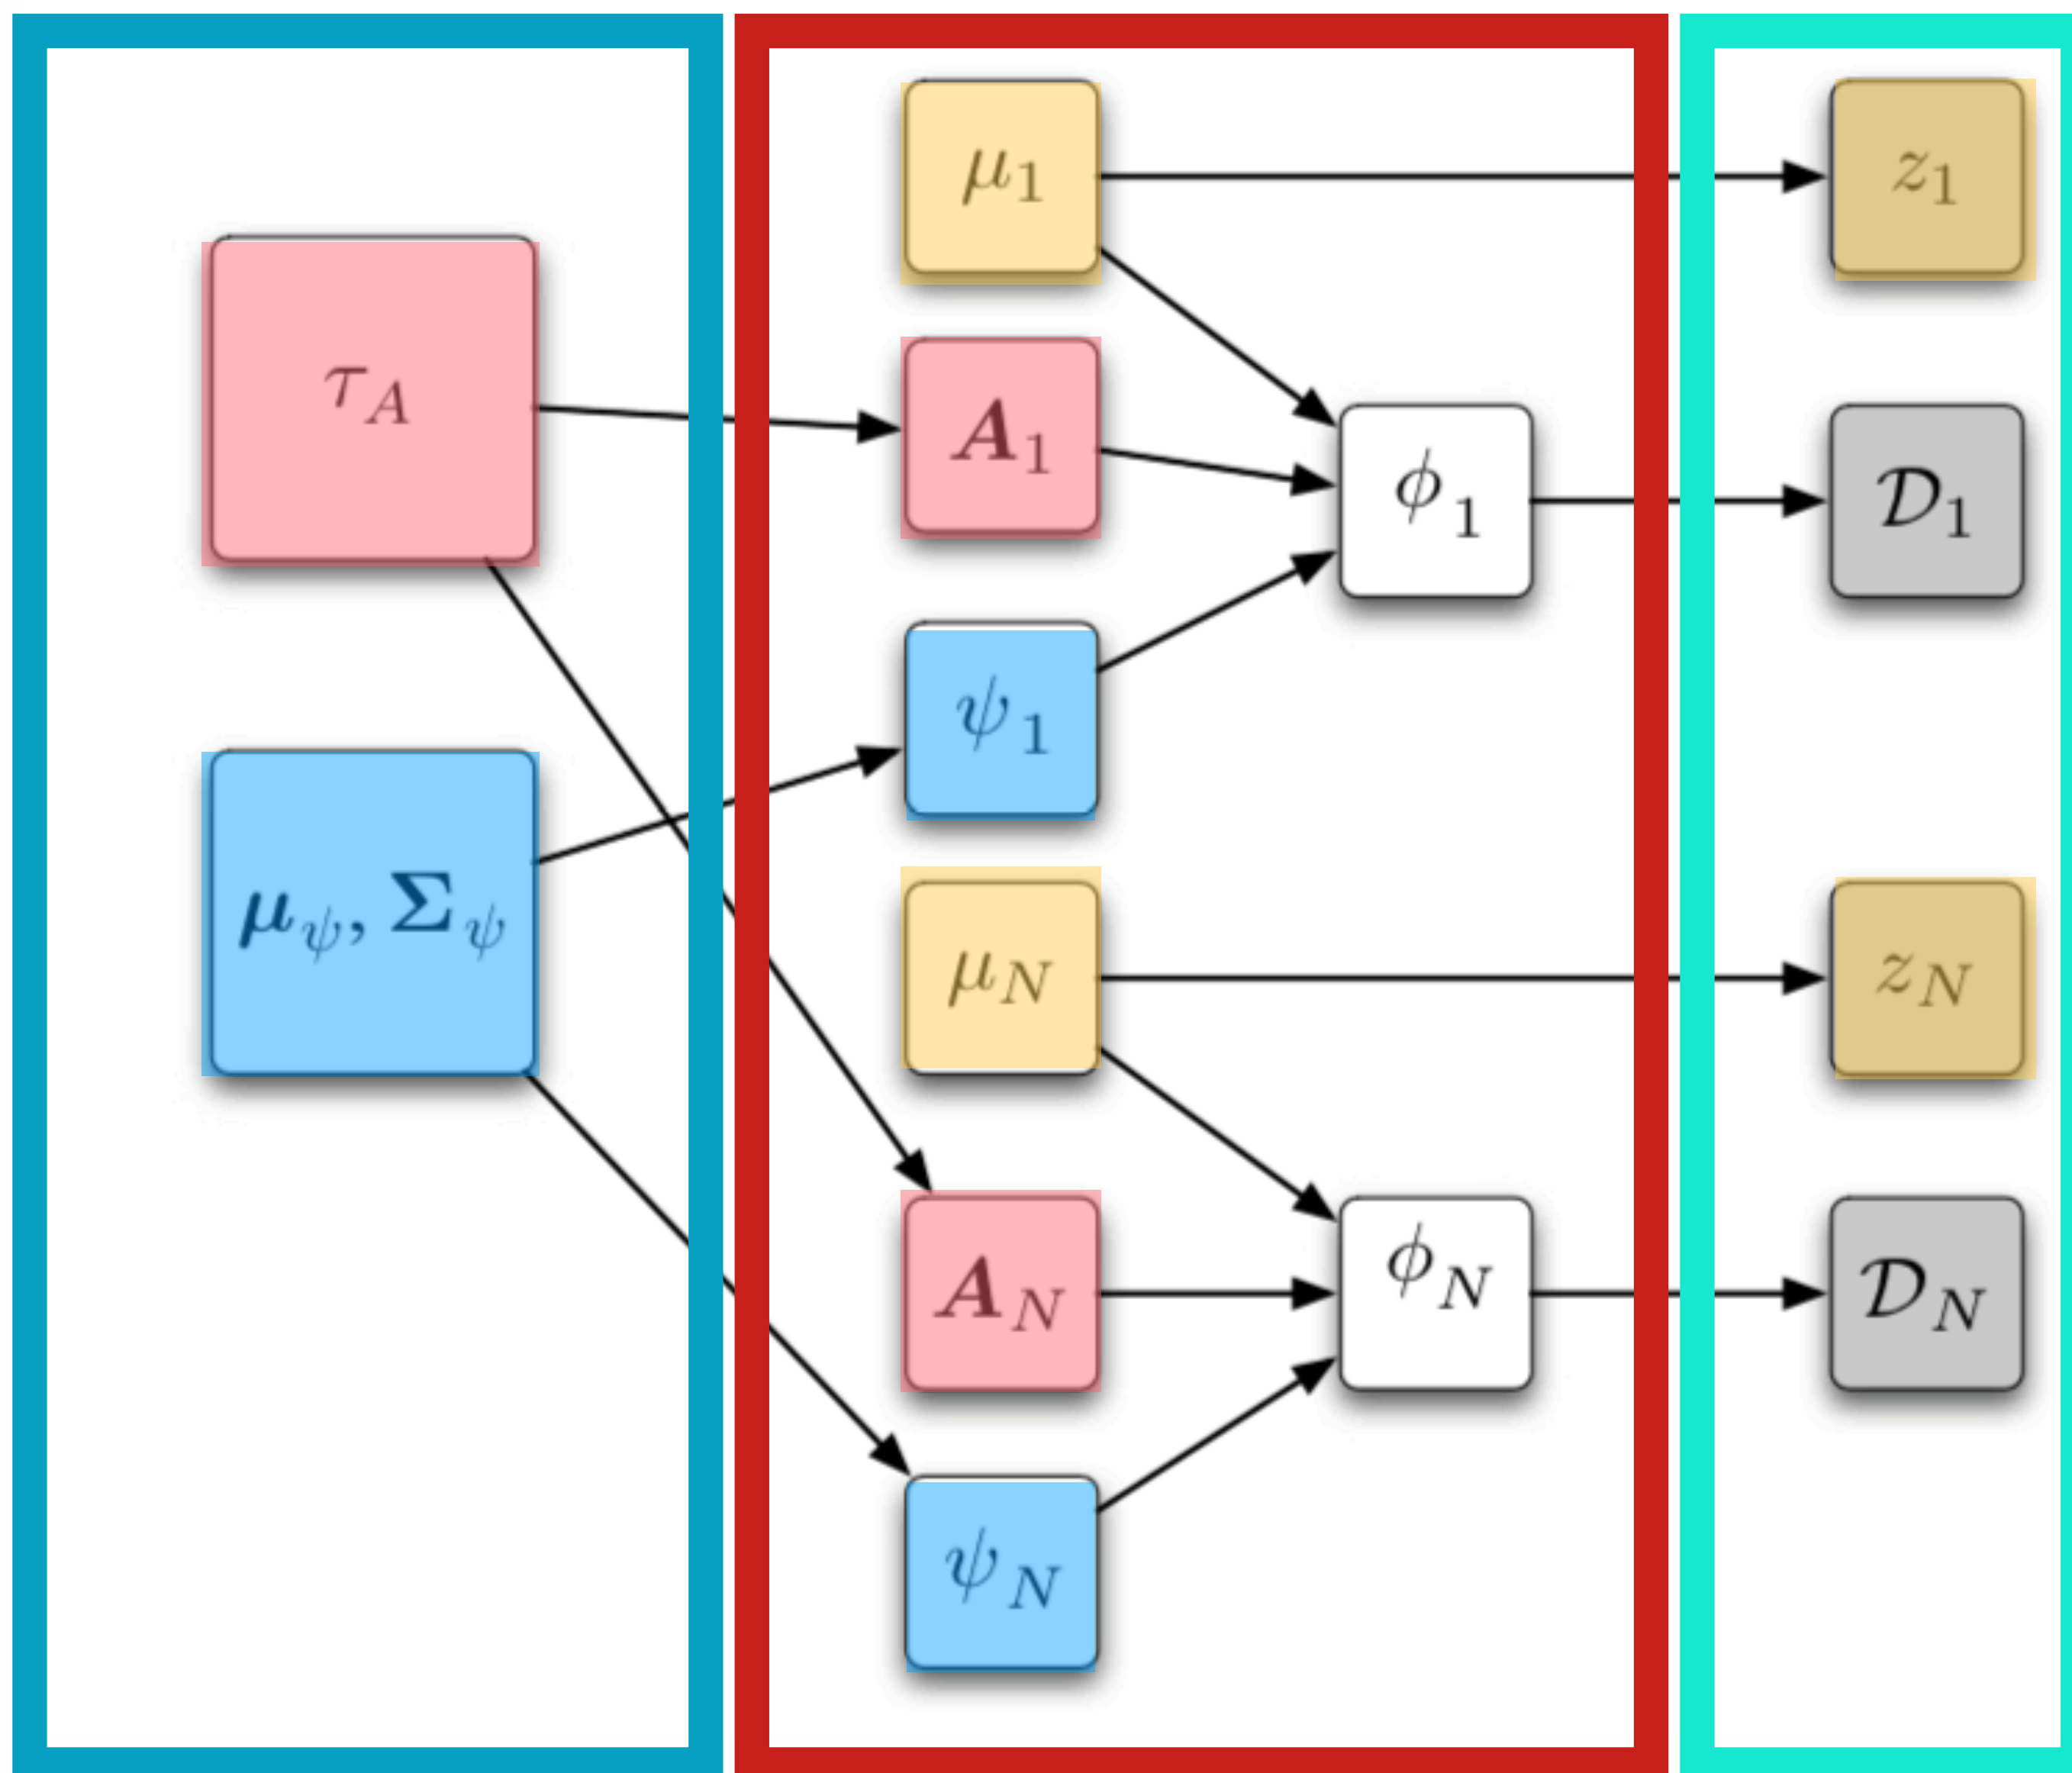 τ_A
μ_ψ, Σ_ψ
μ_1
A_1
ψ_1
μ_N
A_N
ψ_N
ϕ_1
ϕ_N
z_1
𝒟_1
z_N
𝒟_N